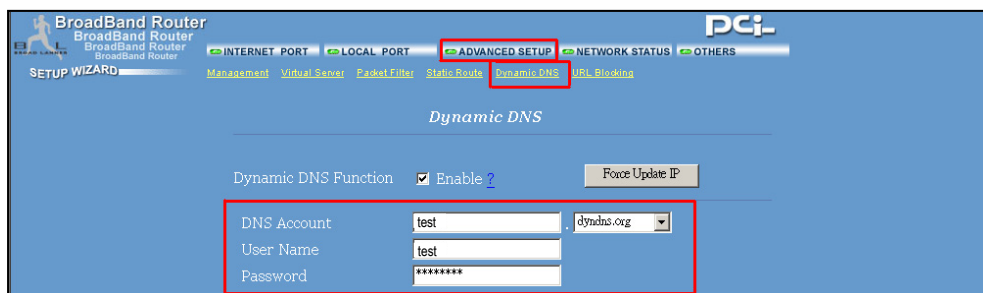 BroadBand Router
BroadBand Router
BroadBand Router
BroadBand Router
PCi
INTERNET PORT LOCAL PORT ADVANCED SETUP NETWORK STATUS OTHERS
SETUP WIZARD
Management Virtual Server Packet Filter Static Route Dynamic DNS URL Blocking
Dynamic DNS
Dynamic DNS Function Enable ? Force Update IP
DNS Account test . dyndns.org
User Name test
Password ********